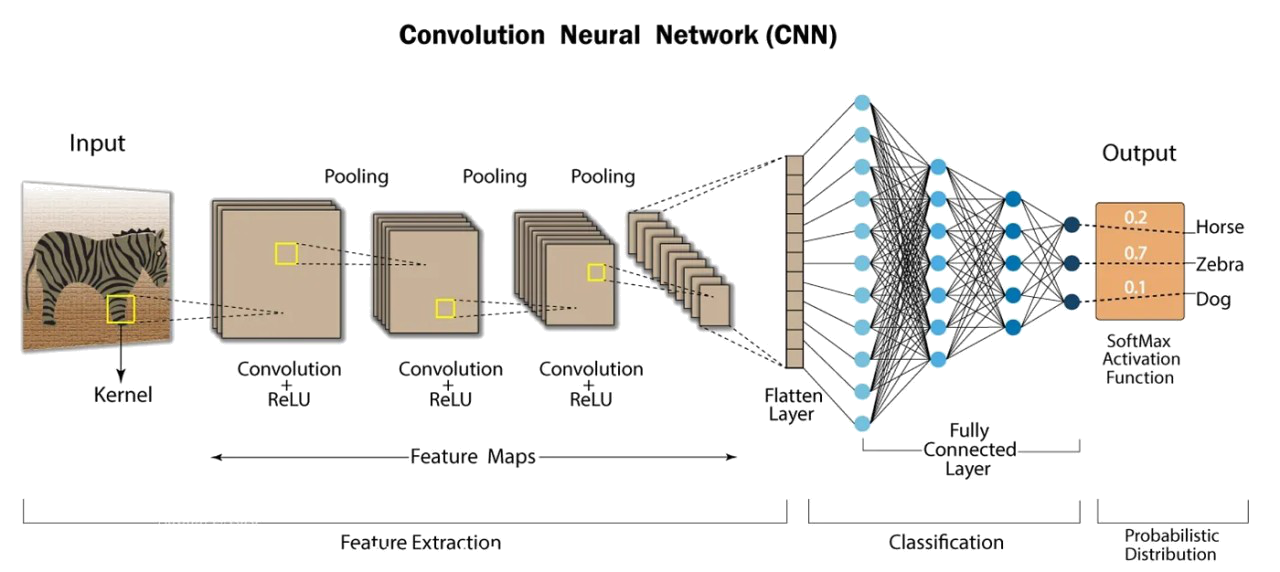 Convolution Neural Network (CNN)
Input
Pooling
Pooling
Pooling
Output
0.2
Horse
0.7
Zebra
0.1
Dog
Kernel
Convolution
+
ReLU
Convolution
+
ReLU
Convolution
+
ReLU
Flatten
Layer
SoftMax
Activation
Function
Feature Maps
Fully
Connected
Layer
Feature Extraction
Classification
Probabilistic
Distribution